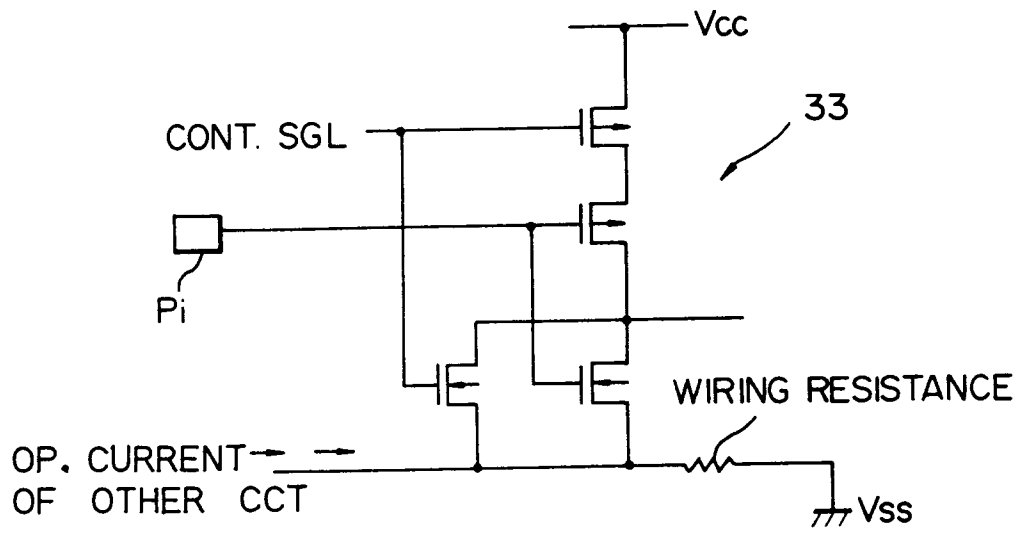 Vcc
33
CONT. SGL
Pi
WIRING RESISTANCE
OP. CURRENT
OF OTHER CCT
Vss